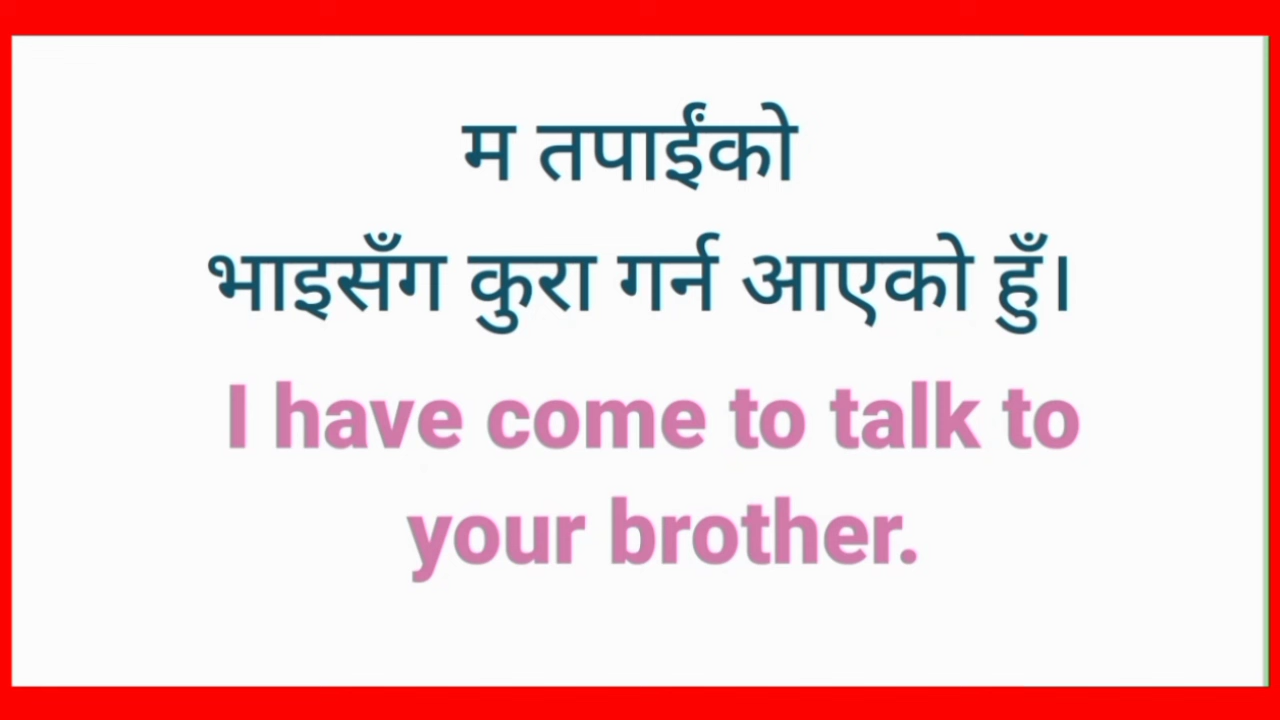 म तपाईंको
भाइसँग कुरा गर्न आएको हुँ।
I have come to talk to
your brother.